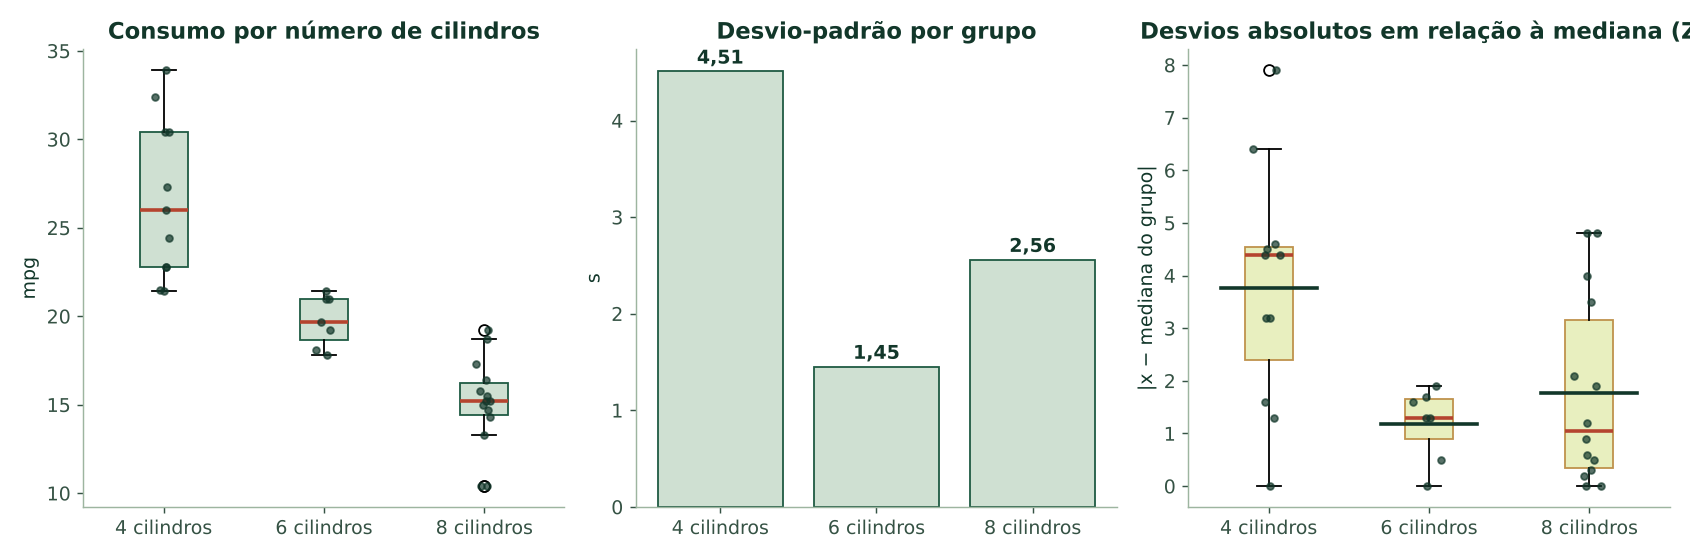 Consumo por número de cilindros
mpg
35
30
25
20
15
10
4 cilindros
6 cilindros
8 cilindros
Desvio-padrão por grupo
s
4
3
2
1
0
4,51
1,45
2,56
4 cilindros
6 cilindros
8 cilindros
Desvios absolutos em relação à mediana (Z
|x − mediana do grupo|
8
7
6
5
4
3
2
1
0
4 cilindros
6 cilindros
8 cilindros